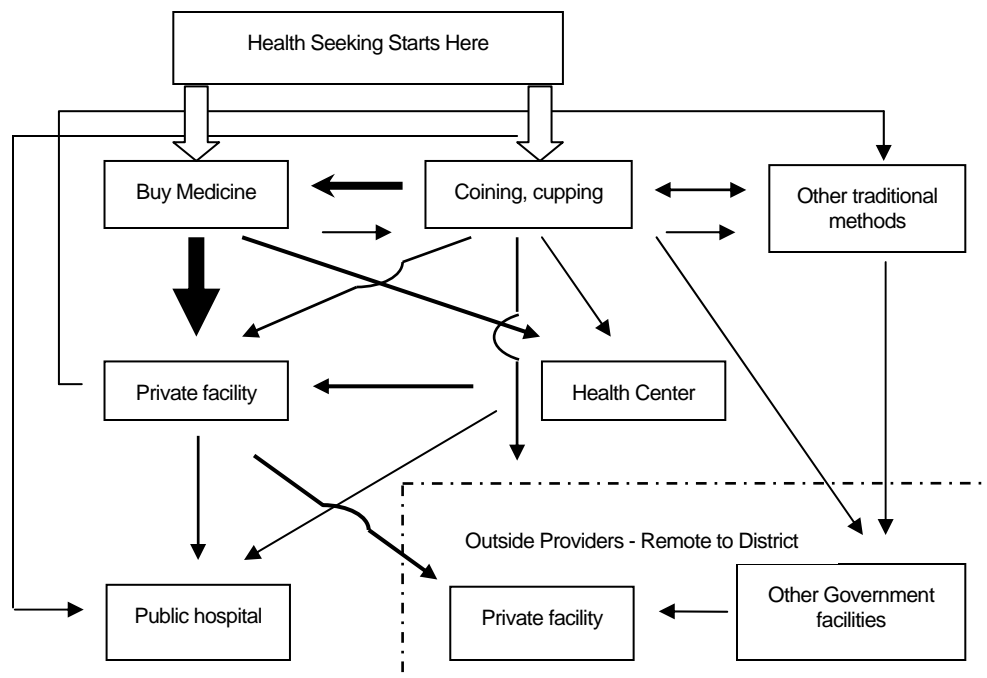 Health Seeking Starts Here
Buy Medicine
Coining, cupping
Other traditional
methods
Private facility
Health Center
Outside Providers - Remote to District
Public hospital
Private facility
Other Government
facilities